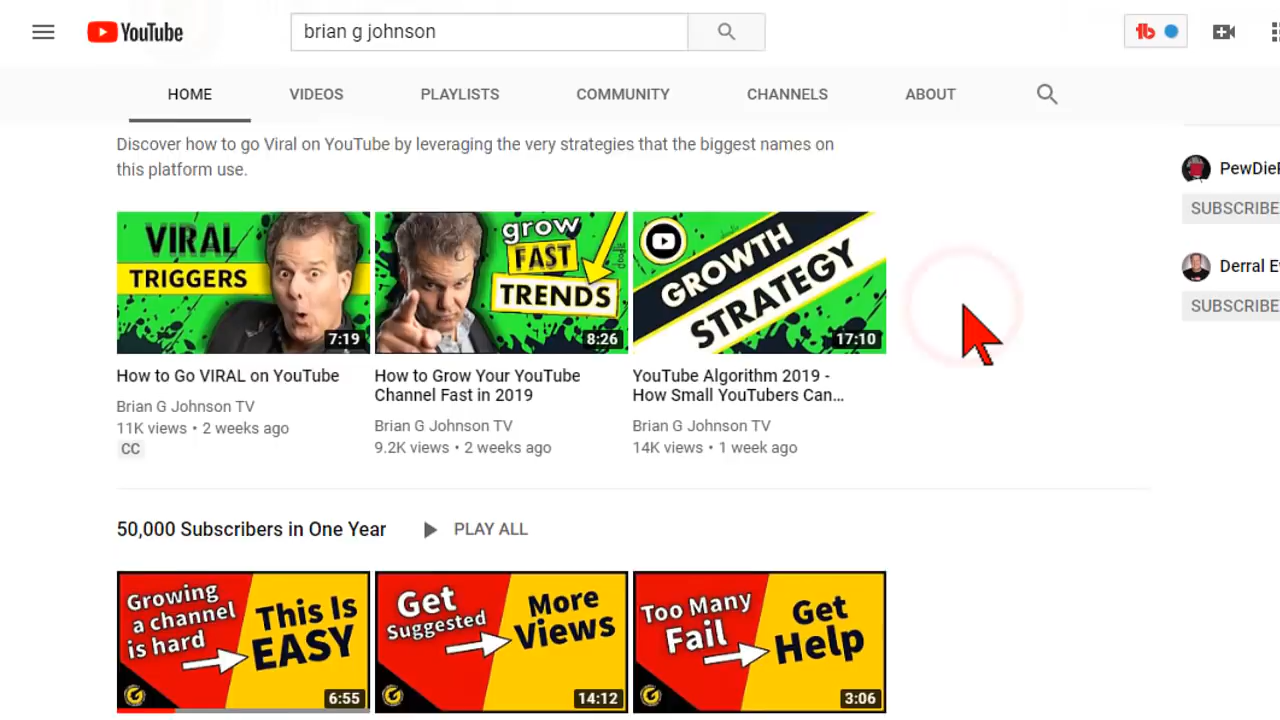 YouTube
brian g johnson
HOME VIDEOS PLAYLISTS COMMUNITY CHANNELS ABOUT
Discover how to go Viral on YouTube by leveraging the very strategies that the biggest names on
this platform use.
PewDieP
SUBSCRIBE
Derral E
SUBSCRIBE
VIRAL
TRIGGERS
7:19
grow
FAST
TRENDS
8:26
GROWTH
STRATEGY
17:10
How to Go VIRAL on YouTube
Brian G Johnson TV
11K views • 2 weeks ago
CC
How to Grow Your YouTube
Channel Fast in 2019
Brian G Johnson TV
9.2K views • 2 weeks ago
YouTube Algorithm 2019 -
How Small YouTubers Can...
Brian G Johnson TV
14K views • 1 week ago
50,000 Subscribers in One Year PLAY ALL
Growing
a channel
is hard
This Is
EASY
6:55
Get
Suggested
More
Views
14:12
Too Many
Fail
Get
Help
3:06